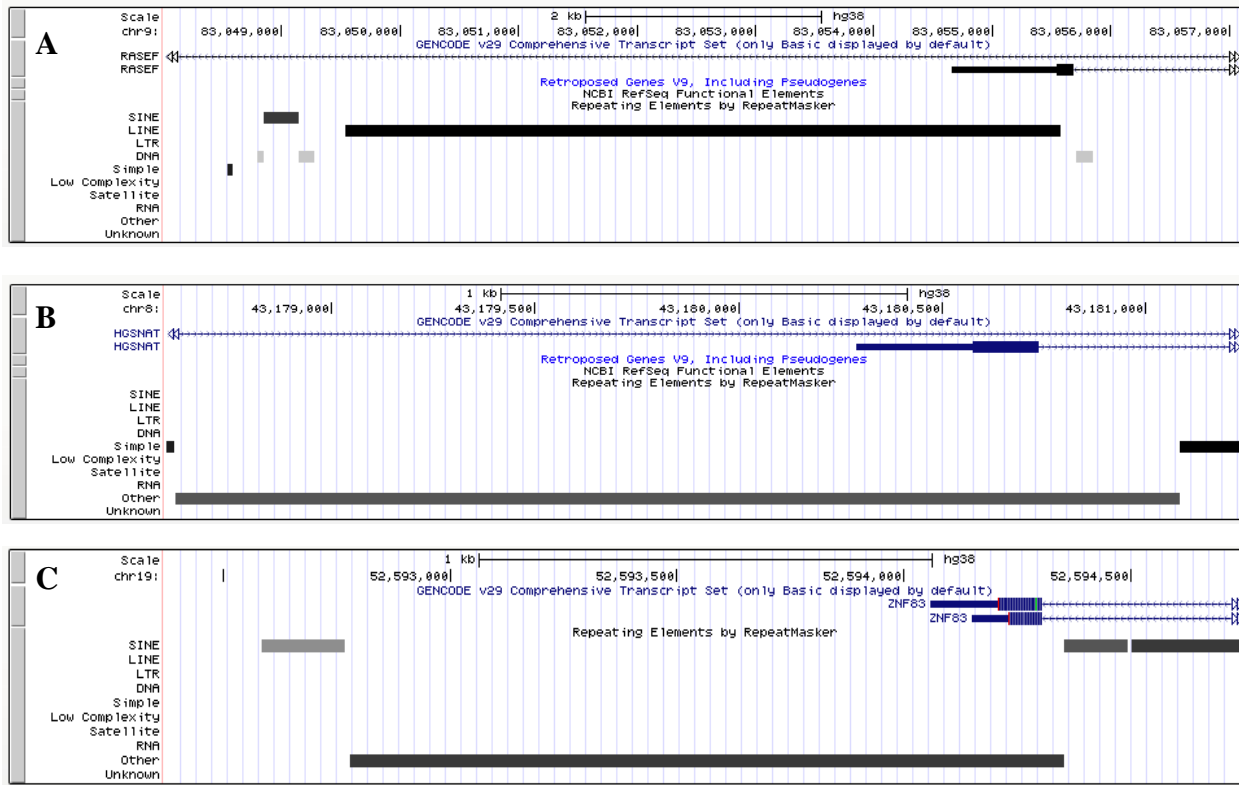 A
Scale 2 kb hg38
chr9: 83,049,000 83,050,000 83,051,000 83,052,000 83,053,000 83,054,000 83,055,000 83,056,000 83,057,000
GENCODE v29 Comprehensive Transcript Set (only Basic displayed by default)
RASEF
RASEF
Retroposed Genes V9, Including Pseudogenes
NCBI RefSeq Functional Elements
Repeating Elements by RepeatMasker
SINE
LINE
LTR
DNA
Simple
Low Complexity
Satellite
RNA
Other
Unknown
B
Scale 1 kb hg38
chr8: 43,179,000 43,179,500 43,180,000 43,180,500 43,181,000
GENCODE v29 Comprehensive Transcript Set (only Basic displayed by default)
HGSNAT
HGSNAT
Retroposed Genes V9, Including Pseudogenes
NCBI RefSeq Functional Elements
Repeating Elements by RepeatMasker
SINE
LINE
LTR
DNA
Simple
Low Complexity
Satellite
RNA
Other
Unknown
C
Scale 1 kb hg38
chr19: 52,593,000 52,593,500 52,594,000 52,594,500
GENCODE v29 Comprehensive Transcript Set (only Basic displayed by default)
ZNF83
ZNF83
Repeating Elements by RepeatMasker
SINE
LINE
LTR
DNA
Simple
Low Complexity
Satellite
RNA
Other
Unknown